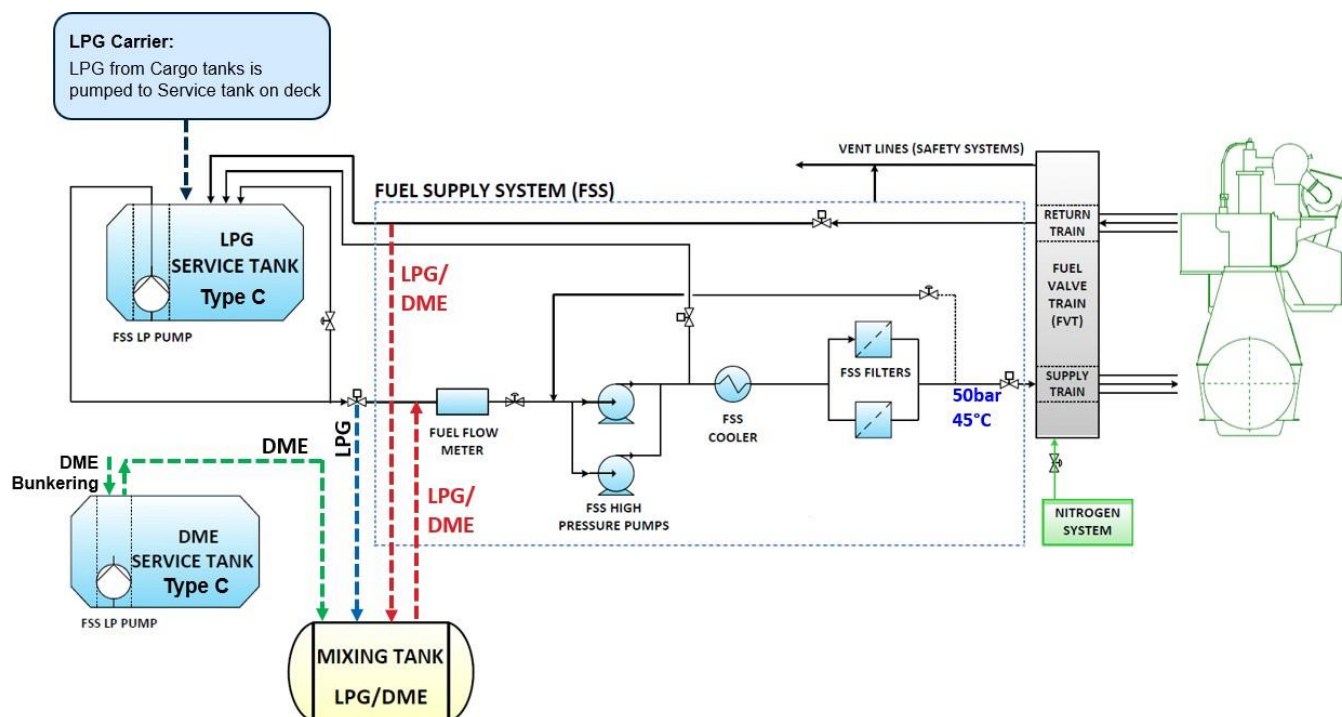 LPG Carrier:
LPG from Cargo tanks is
pumped to Service tank on deck
VENT LINES (SAFETY SYSTEMS)
FUEL SUPPLY SYSTEM (FSS)
RETURN
TRAIN
LPG
SERVICE TANK
Type C
FSS LP PUMP
LPG/
DME
FUEL
VALVE
TRAIN
(FVT)
FSS FILTERS
SUPPLY
TRAIN
50bar
45°C
FUEL FLOW
METER
FSS
COOLER
LPG
DME
DME
Bunkering
LPG/
DME
FSS HIGH
PRESSURE PUMPS
NITROGEN
SYSTEM
DME
SERVICE TANK
Type C
FSS LP PUMP
MIXING TANK
LPG/DME